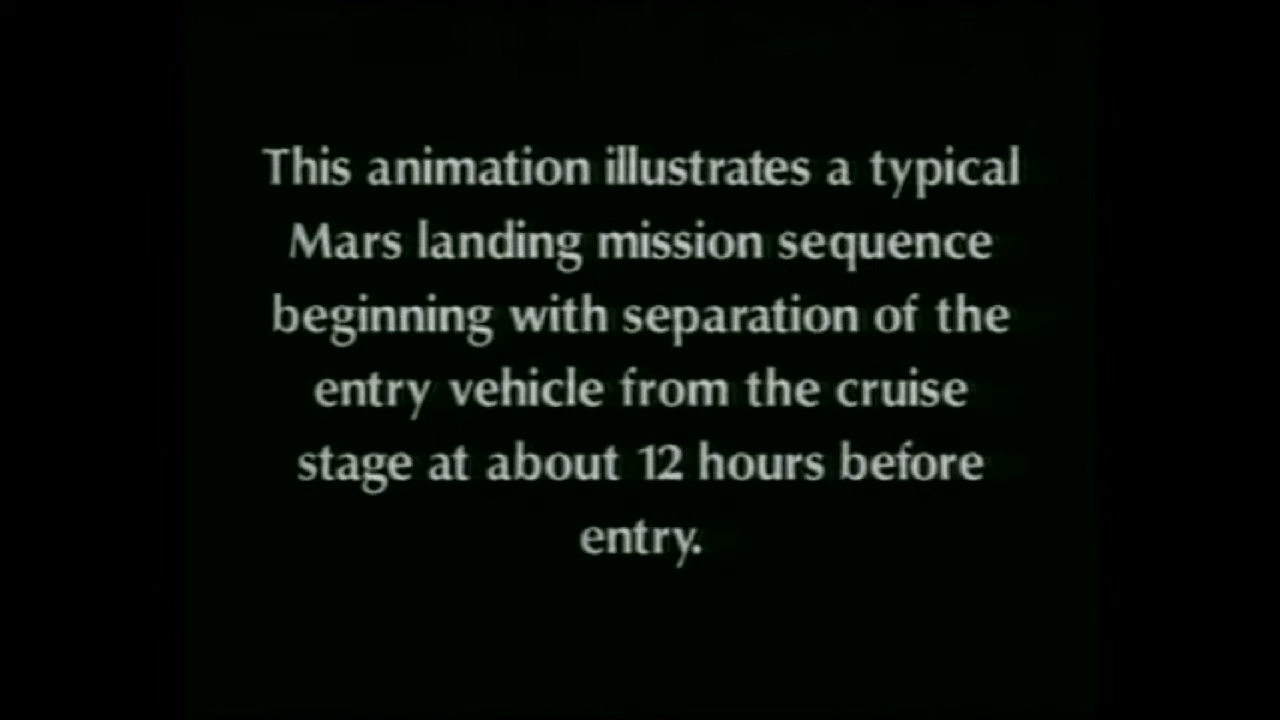 This animation illustrates a typical
Mars landing mission sequence
beginning with separation of the
entry vehicle from the cruise
stage at about 12 hours before
entry.